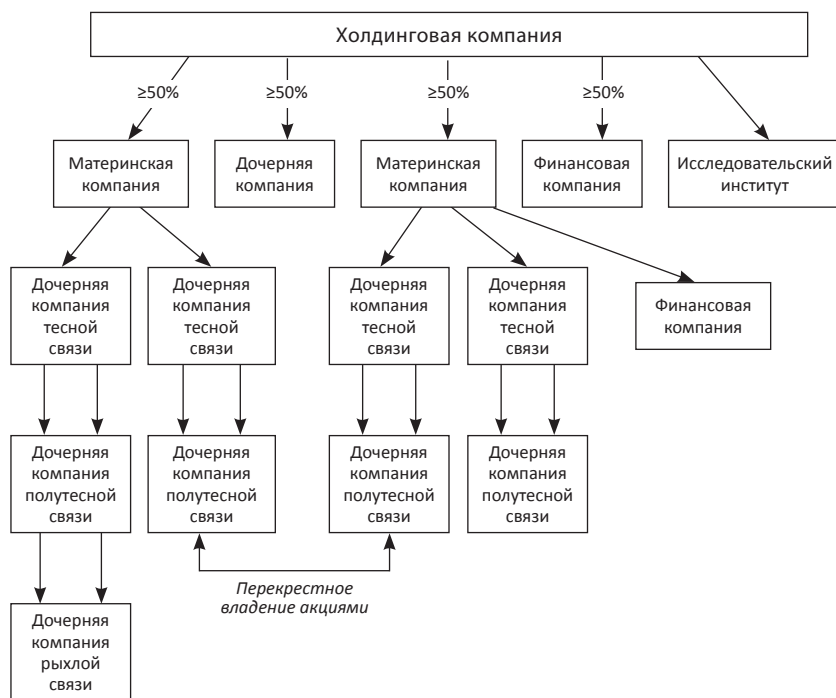 Холдинговая компания
≥50%
≥50%
≥50%
≥50%
Материнская
компания
Дочерняя
компания
Материнская
компания
Финансовая
компания
Исследовательский
институт
Дочерняя
компания
тесной
связи
Дочерняя
компания
тесной
связи
Дочерняя
компания
тесной
связи
Дочерняя
компания
тесной
связи
Финансовая
компания
Дочерняя
компания
полутесной
связи
Дочерняя
компания
полутесной
связи
Дочерняя
компания
полутесной
связи
Дочерняя
компания
полутесной
связи
Перекрестное
владение акциями
Дочерняя
компания
рыхлой
связи